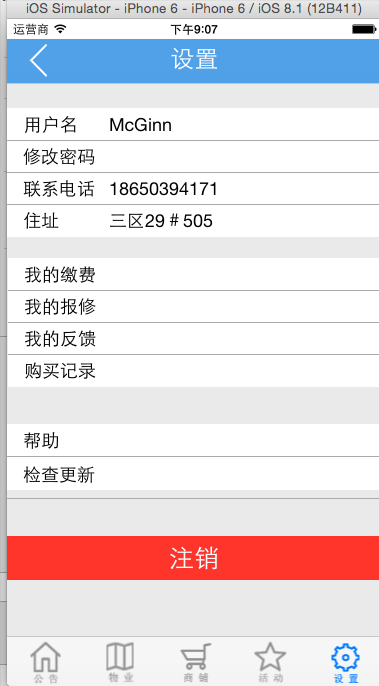 iOS Simulator - iPhone 6 - iPhone 6 / iOS 8.1 (12B411)
运营商 下午9:07
设置
用户名 McGinn
修改密码
联系电话 18650394171
住址 三区29＃505
我的缴费
我的报修
我的反馈
购买记录
帮助
检查更新
注销
公告 物业 商铺 活动 设置